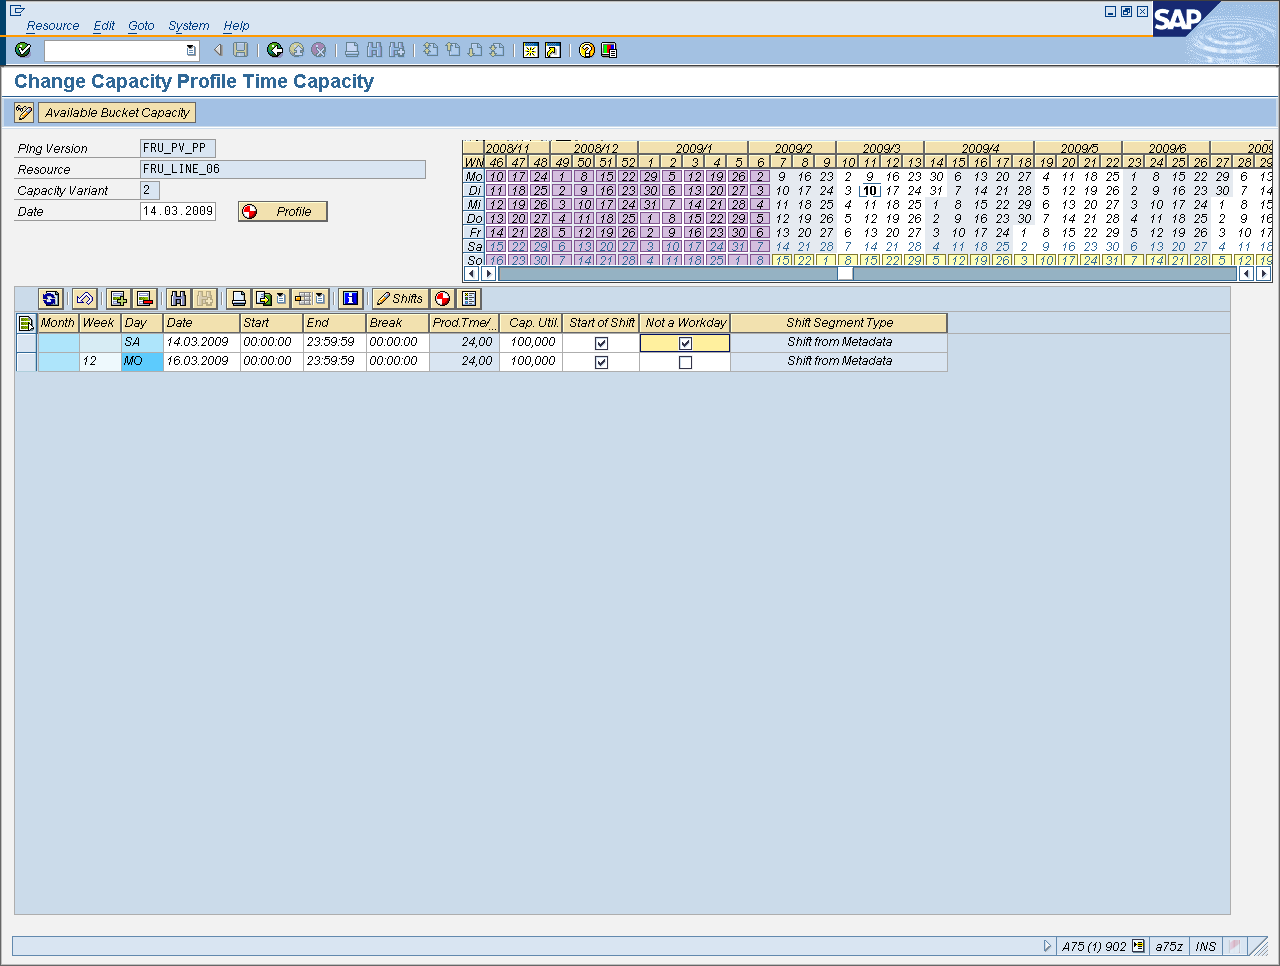 Resource Edit Goto System Help
SAP
Change Capacity Profile Time Capacity
Available Bucket Capacity
Plng Version FRU_PV_PP
Resource FRU_LINE_06
Capacity Variant 2
Date 14.03.2009 Profile
2008/11 2008/12 2009/1 2009/2 2009/3 2009/4 2009/5 2009/6 2009
WN 46 47 48 49 50 51 52 1 2 3 4 5 6 7 8 9 10 11 12 13 14 15 16 17 18 19 20 21 22 23 24 25 26 27 28 29
Mo 10 17 24 1 8 15 22 29 5 12 19 26 2 9 16 23 2 9 16 23 30 6 13 20 27 4 11 18 25 1 8 15 22 29 6 13
Di 11 18 25 2 9 16 23 30 6 13 20 27 3 10 17 24 3 10 17 24 31 7 14 21 28 5 12 19 26 2 9 16 23 30 7 14
Mi 12 19 26 3 10 17 24 31 7 14 21 28 4 11 18 25 4 11 18 25 1 8 15 22 29 6 13 20 27 3 10 17 24 1 8 15
Do 13 20 27 4 11 18 25 1 8 15 22 29 5 12 19 26 5 12 19 26 2 9 16 23 30 7 14 21 28 4 11 18 25 2 9 16
Fr 14 21 28 5 12 19 26 2 9 16 23 30 6 13 20 27 6 13 20 27 3 10 17 24 1 8 15 22 29 5 12 19 26 3 10 17
Sa 15 22 29 6 13 20 27 3 10 17 24 31 7 14 21 28 7 14 21 28 4 11 18 25 2 9 16 23 30 6 13 20 27 4 11 18
So 16 23 30 7 14 21 28 4 11 18 25 1 8 15 22 1 8 15 22 29 5 12 19 26 3 10 17 24 31 7 14 21 28 5 12 19
Shifts
Month Week Day Date Start End Break Prod.Tme/... Cap. Util. Start of Shift Not a Workday Shift Segment Type
SA 14.03.2009 00:00:00 23:59:59 00:00:00 24,00 100,000 Shift from Metadata
12 MO 16.03.2009 00:00:00 23:59:59 00:00:00 24,00 100,000 Shift from Metadata
A75 (1) 902 a75z INS